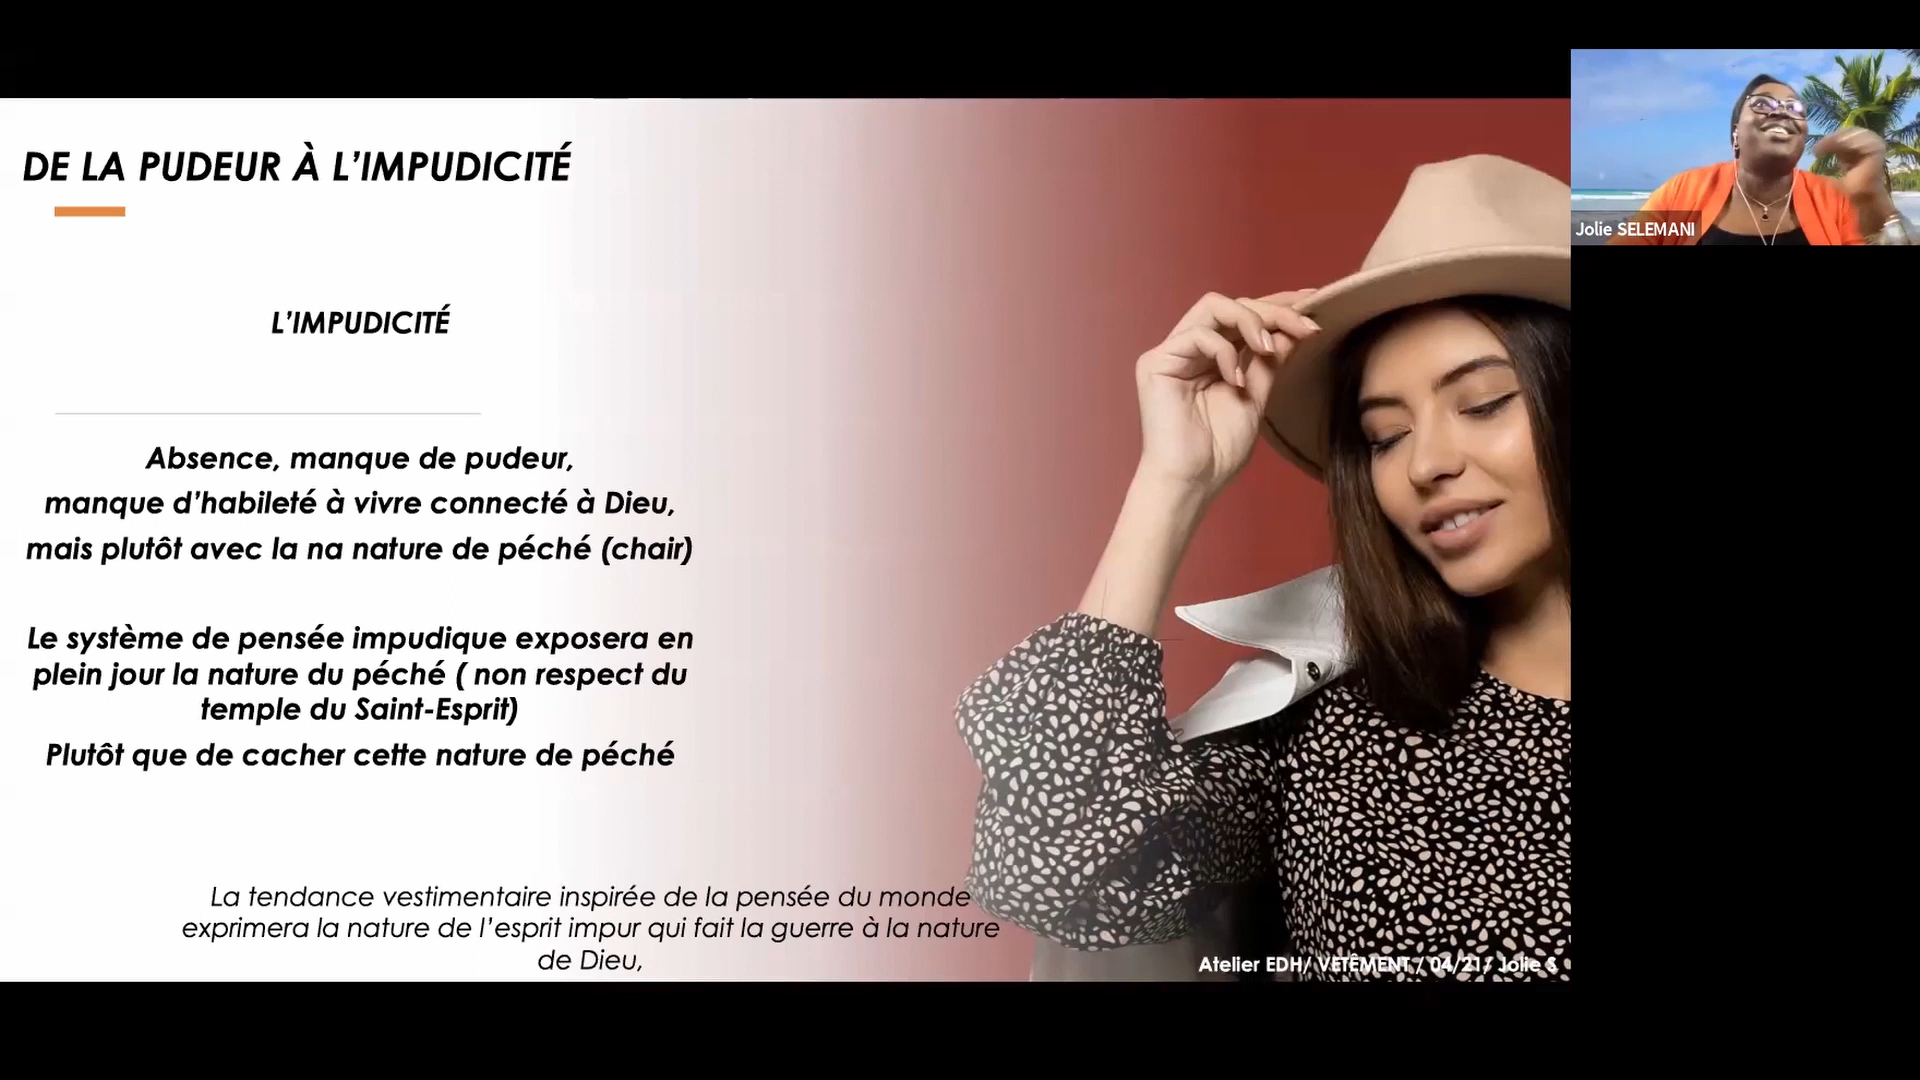 DE LA PUDEUR À L’IMPUDICITÉ
Jolie SELEMANI
L’IMPUDICITÉ
Absence, manque de pudeur,
manque d’habileté à vivre connecté à Dieu,
mais plutôt avec la na nature de péché (chair)
Le système de pensée impudique exposera en
plein jour la nature du péché ( non respect du
temple du Saint-Esprit)
Plutôt que de cacher cette nature de péché
La tendance vestimentaire inspirée de la pensée du monde
exprimera la nature de l’esprit impur qui fait la guerre à la nature
de Dieu,
Atelier EDH/ VETÊMENT / 04/21/ Jolie S